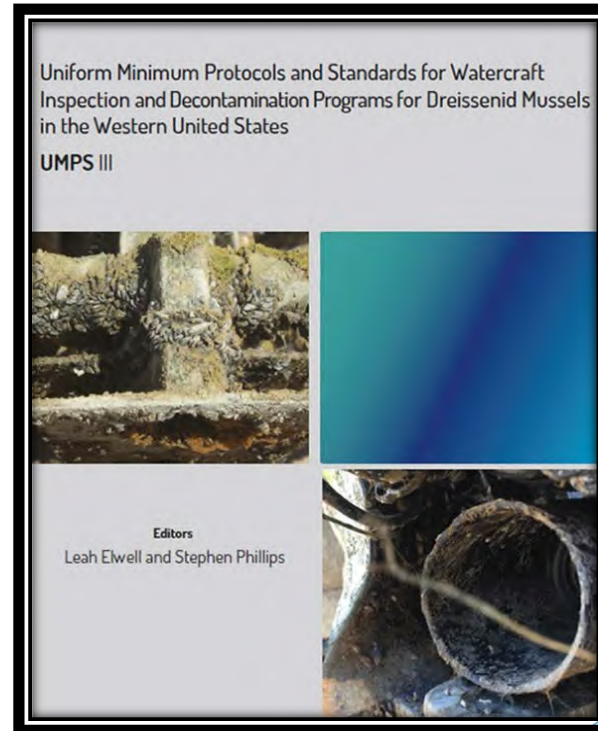 Uniform Minimum Protocols and Standards for Watercraft
Inspection and Decontamination Programs for Dreissenid Mussels
in the Western United States
UMPS III
Editors
Leah Elwell and Stephen Phillips